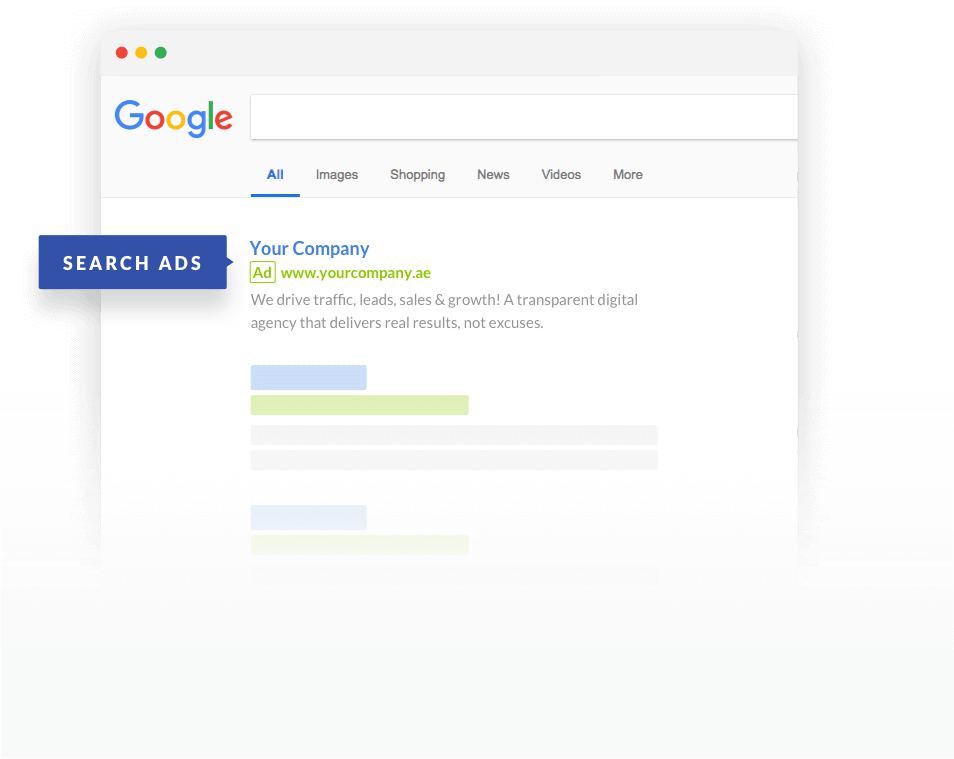 Google
All Images Shopping News Videos More
SEARCH ADS
Your Company
Ad www.yourcompany.ae
We drive traffic, leads, sales & growth! A transparent digital
agency that delivers real results, not excuses.